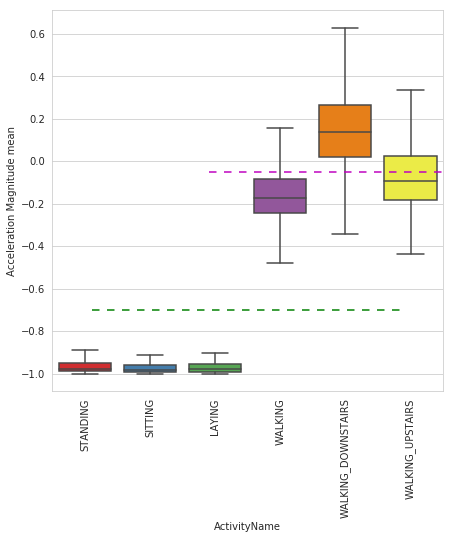 Acceleration Magnitude mean
0.6
0.4
0.2
0.0
−0.2
−0.4
−0.6
−0.8
−1.0
STANDING
SITTING
LAYING
WALKING
WALKING_DOWNSTAIRS
WALKING_UPSTAIRS
ActivityName